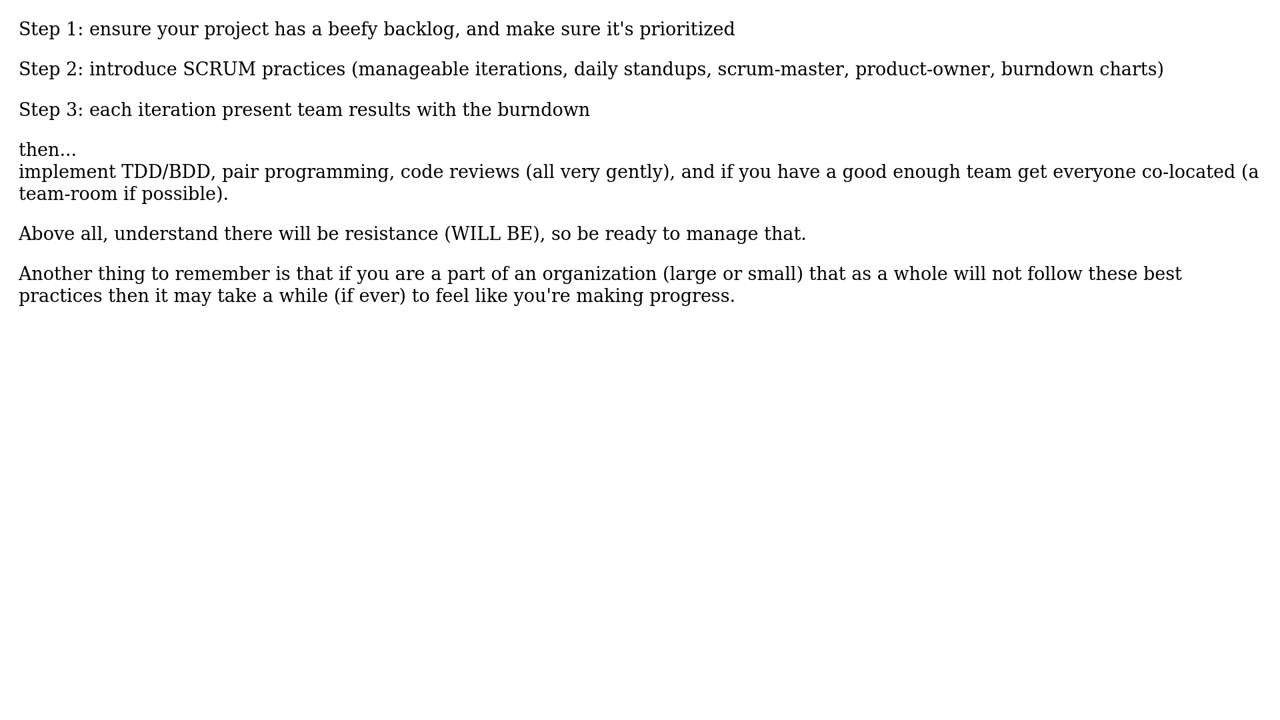 Step 1: ensure your project has a beefy backlog, and make sure it's prioritized
Step 2: introduce SCRUM practices (manageable iterations, daily standups, scrum-master, product-owner, burndown charts)
Step 3: each iteration present team results with the burndown
then...
implement TDD/BDD, pair programming, code reviews (all very gently), and if you have a good enough team get everyone co-located (a
team-room if possible).
Above all, understand there will be resistance (WILL BE), so be ready to manage that.
Another thing to remember is that if you are a part of an organization (large or small) that as a whole will not follow these best
practices then it may take a while (if ever) to feel like you're making progress.